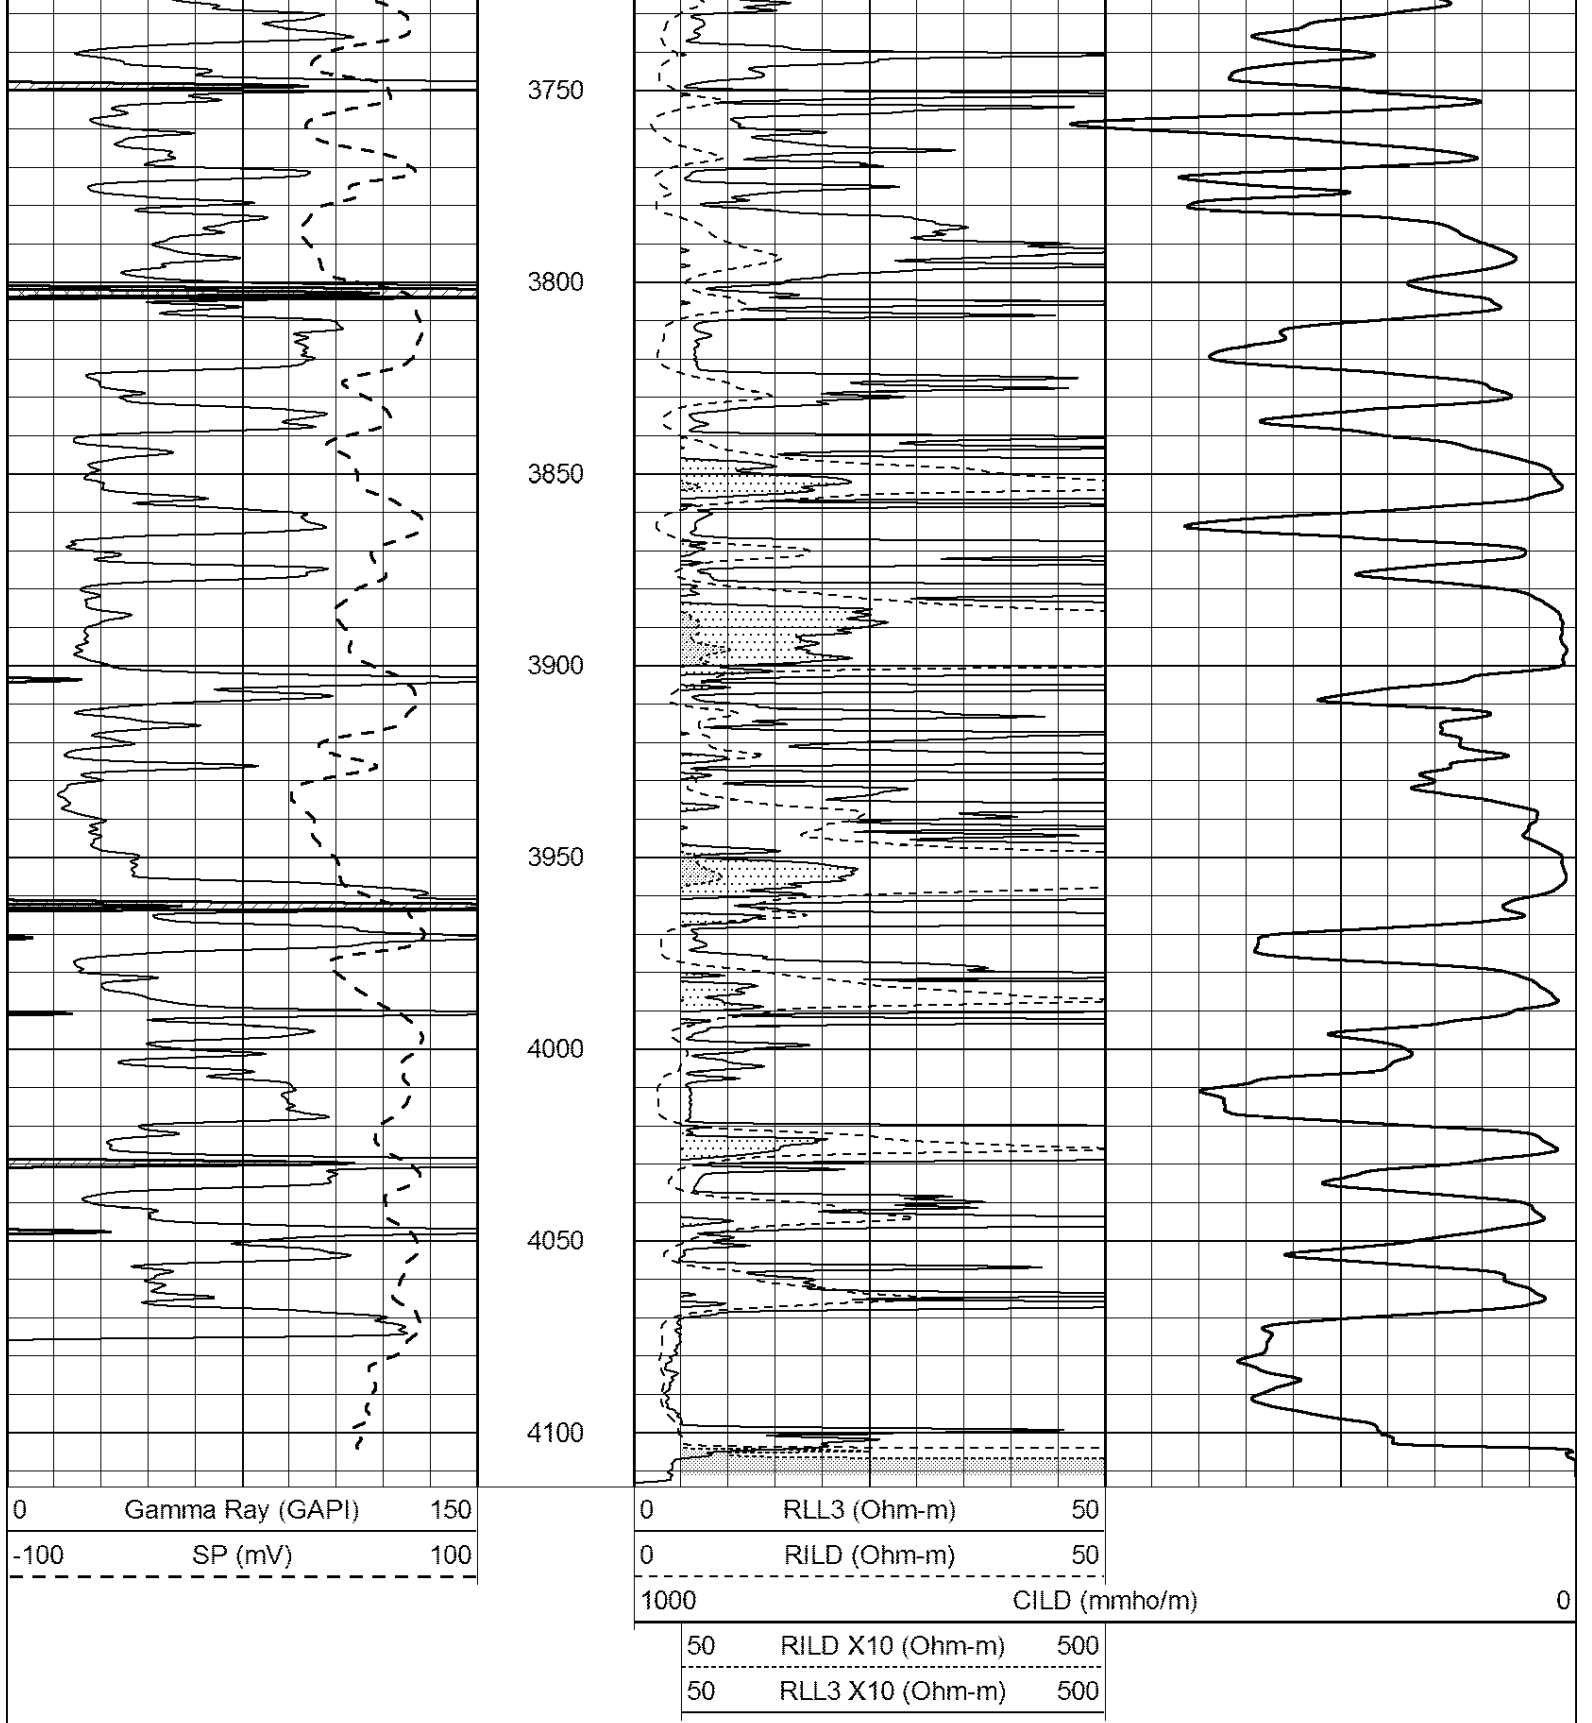 3750
3800
3850
3900
3950
4000
4050
4100
0 Gamma Ray (GAPI) 150
-100 SP (mV) 100
0 RLL3 (Ohm-m) 50
0 RILD (Ohm-m) 50
1000 CILD (mmho/m) 0
50 RILD X10 (Ohm-m) 500
50 RLL3 X10 (Ohm-m) 500